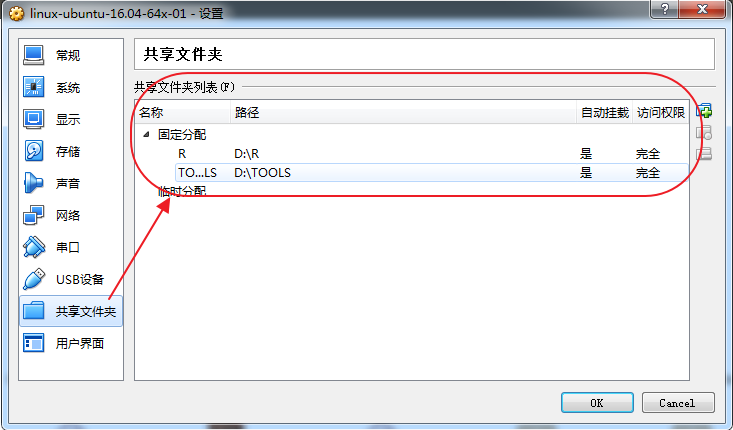 linux-ubuntu-16.04-64x-01 - 设置
常规
系统
显示
存储
声音
网络
串口
USB设备
共享文件夹
用户界面
共享文件夹
共享文件夹列表(F)
名称 路径 自动挂载 访问权限
固定分配
R D:\R 是 完全
TO...LS D:\TOOLS 是 完全
临时分配
OK Cancel